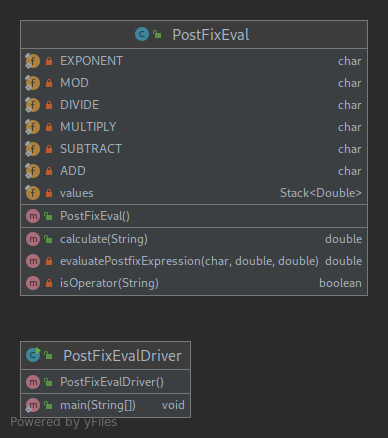 PostFixEval
EXPONENT char
MOD char
DIVIDE char
MULTIPLY char
SUBTRACT char
ADD char
values Stack<Double>
PostFixEval()
calculate(String) double
evaluatePostfixExpression(char, double, double) double
isOperator(String) boolean
PostFixEvalDriver
PostFixEvalDriver()
main(String[]) void
Powered by yFiles